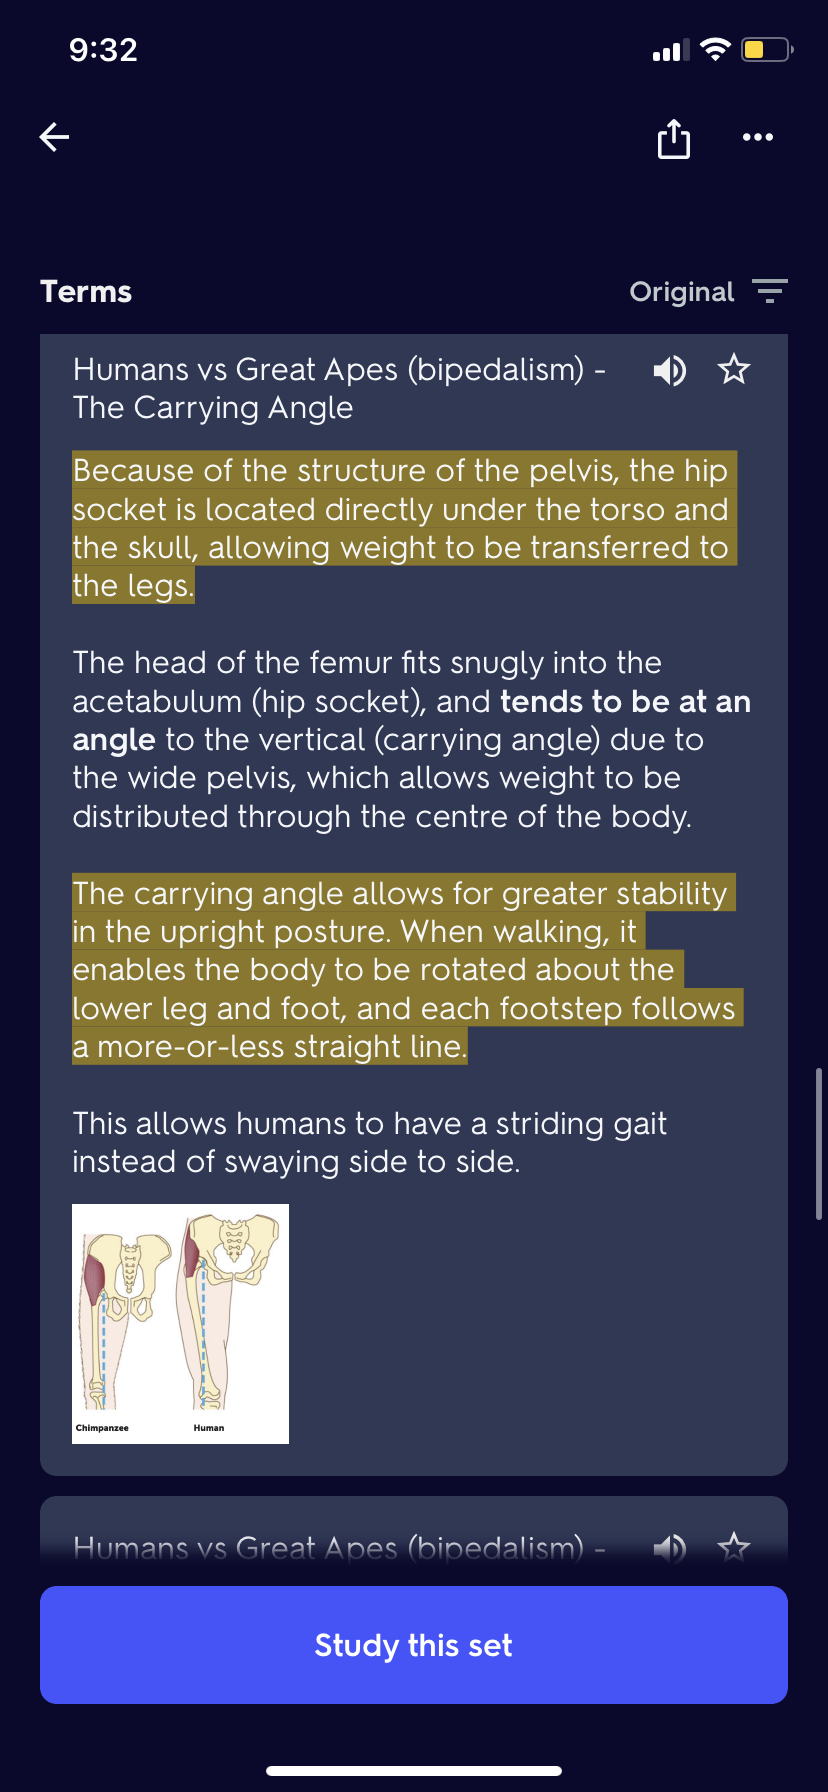 9:32
Terms
Original
Humans vs Great Apes (bipedalism) -
The Carrying Angle
Because of the structure of the pelvis, the hip
socket is located directly under the torso and
the skull, allowing weight to be transferred to
the legs.
The head of the femur fits snugly into the
acetabulum (hip socket), and tends to be at an
angle to the vertical (carrying angle) due to
the wide pelvis, which allows weight to be
distributed through the centre of the body.
The carrying angle allows for greater stability
in the upright posture. When walking, it
enables the body to be rotated about the
lower leg and foot, and each footstep follows
a more-or-less straight line.
This allows humans to have a striding gait
instead of swaying side to side.
Chimpanzee
Human
Humans vs Great Apes (bipedalism) -
Study this set